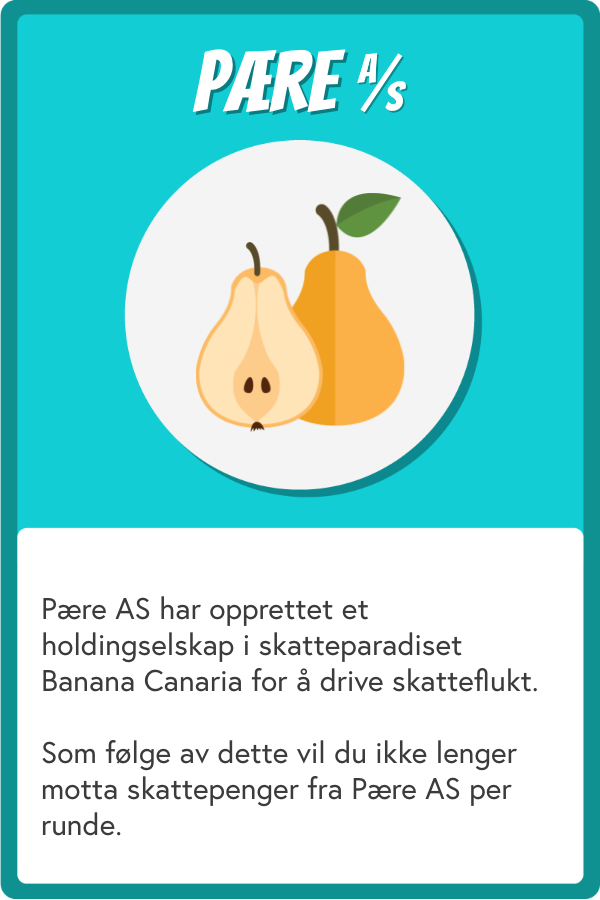 PÆRE A/S
Pære AS har opprettet et
holdingselskap i skatteparadiset
Banana Canaria for å drive skatteflukt.
Som følge av dette vil du ikke lenger
motta skattepenger fra Pære AS per
runde.